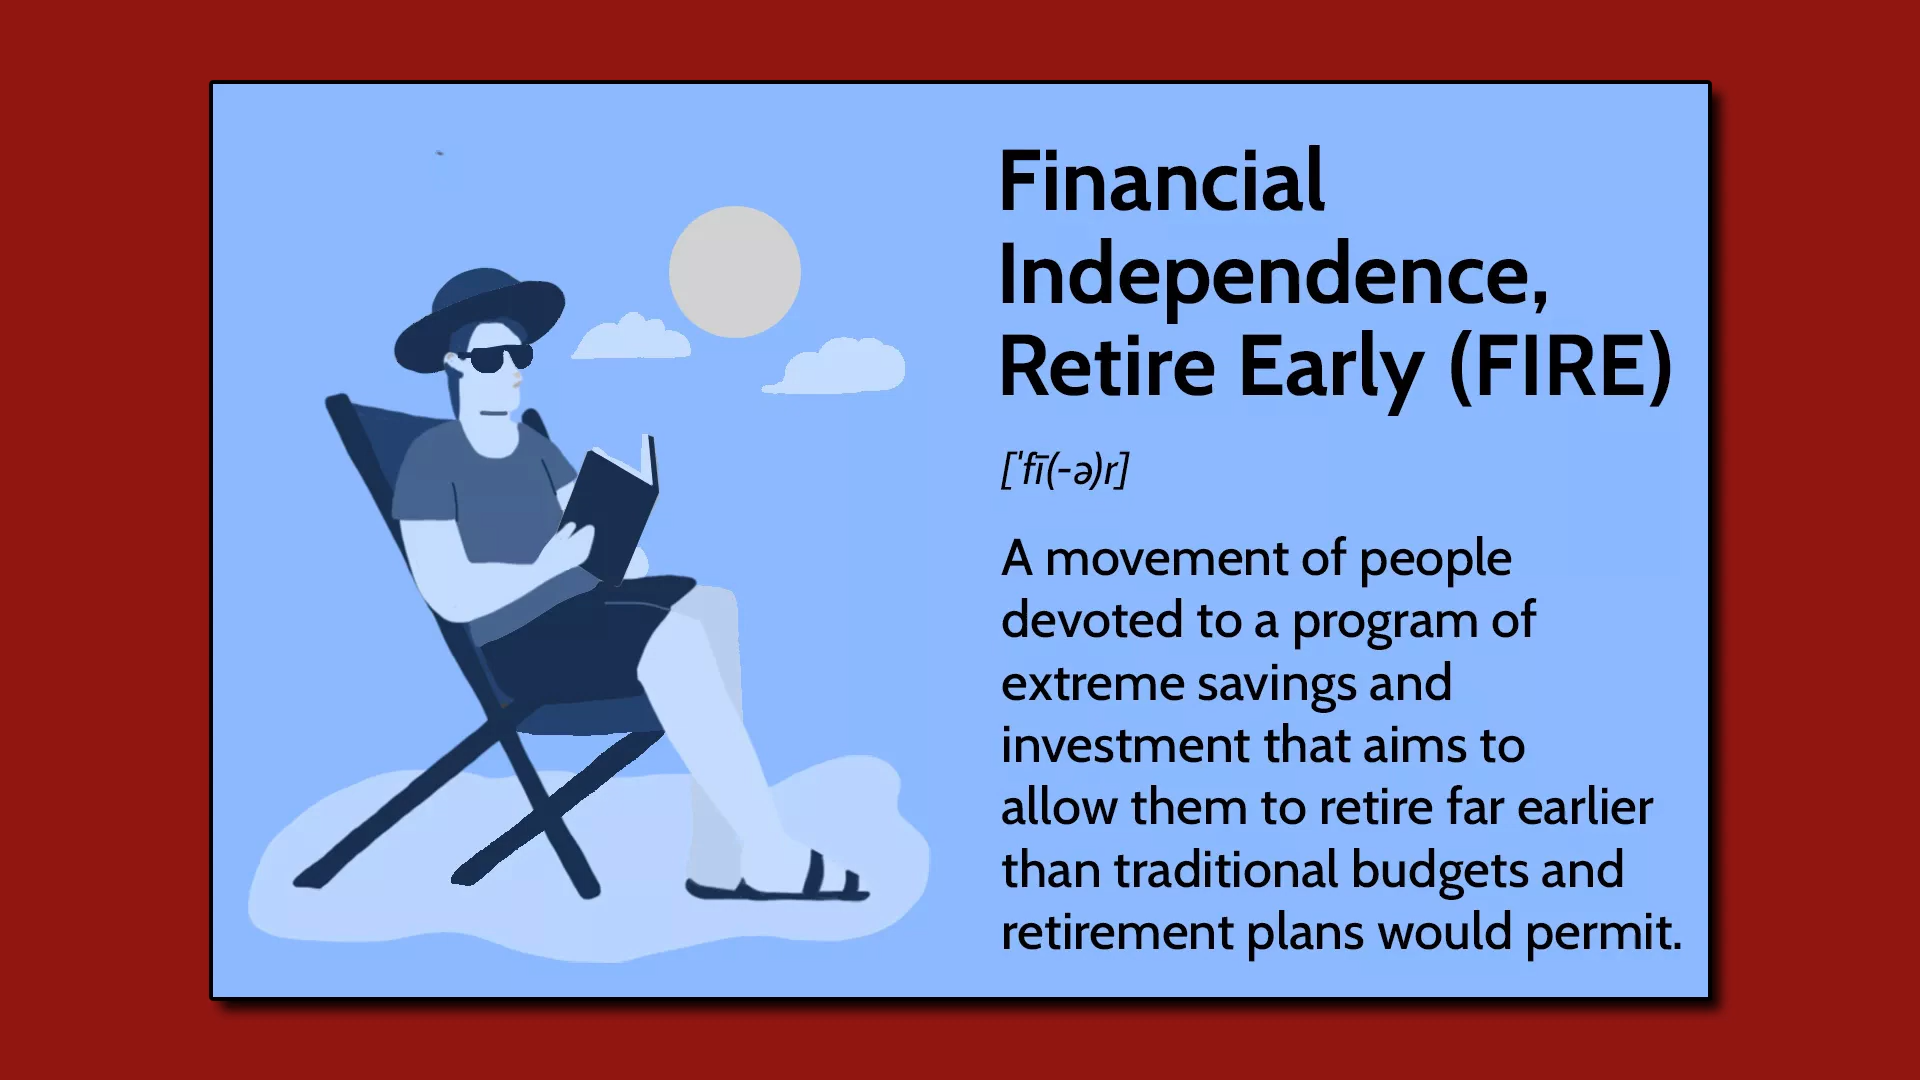 Financial
Independence,
Retire Early (FIRE)
[ˈfī(-ə)r]
A movement of people
devoted to a program of
extreme savings and
investment that aims to
allow them to retire far earlier
than traditional budgets and
retirement plans would permit.